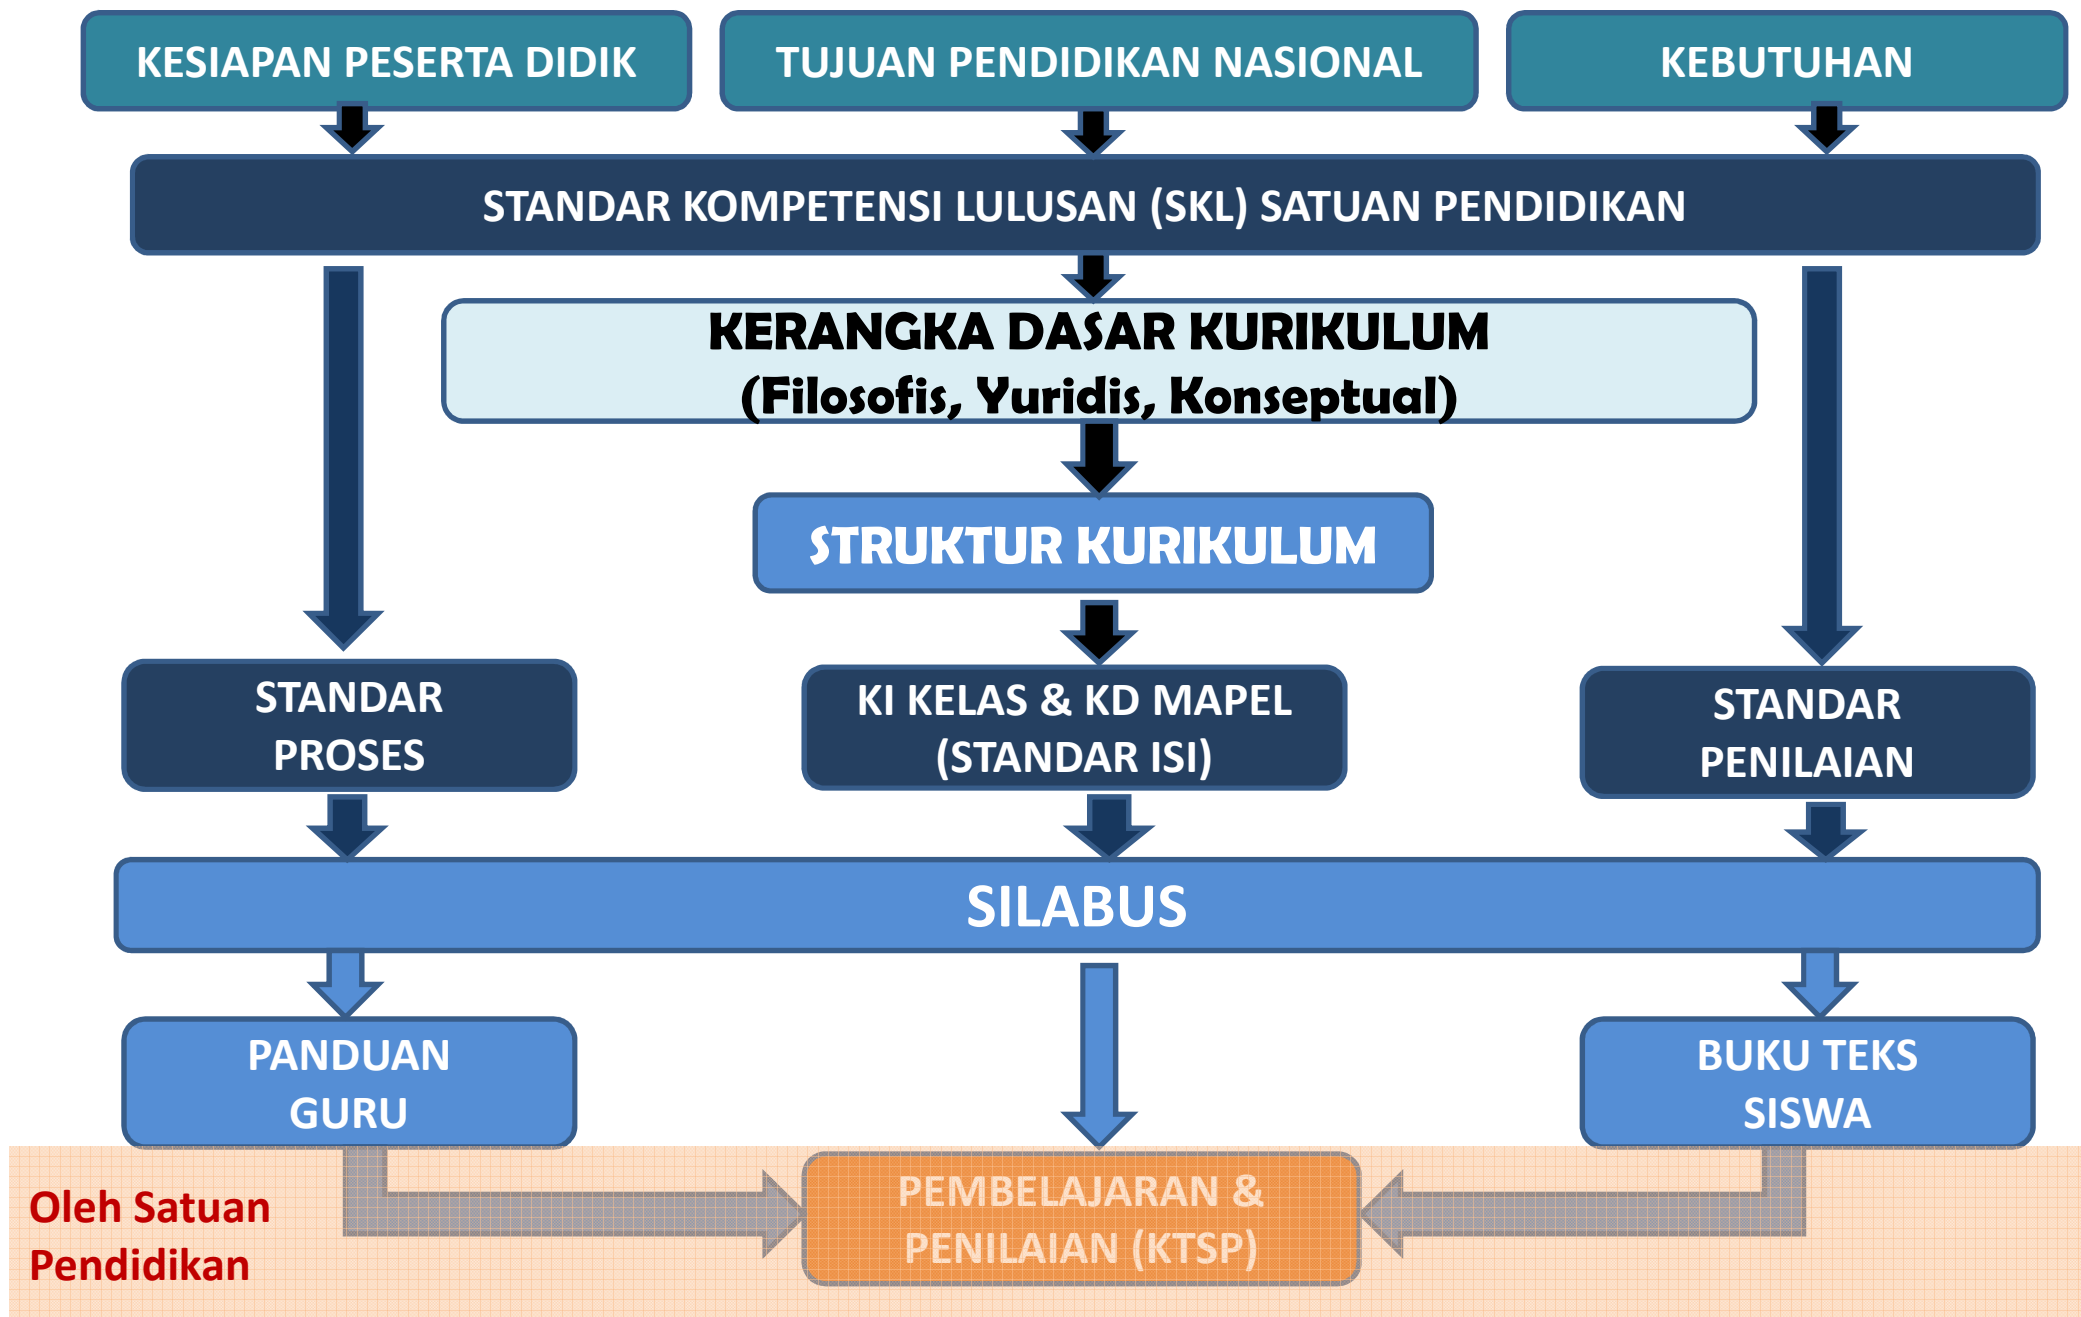 KESIAPAN PESERTA DIDIK
TUJUAN PENDIDIKAN NASIONAL
KEBUTUHAN
STANDAR KOMPETENSI LULUSAN (SKL) SATUAN PENDIDIKAN
KERANGKA DASAR KURIKULUM
(Filosofis, Yuridis, Konseptual)
STRUKTUR KURIKULUM
STANDAR
PROSES
KI KELAS & KD MAPEL
(STANDAR ISI)
STANDAR
PENILAIAN
SILABUS
PANDUAN
GURU
BUKU TEKS
SISWA
Oleh Satuan
Pendidikan
PEMBELAJARAN &
PENILAIAN (KTSP)